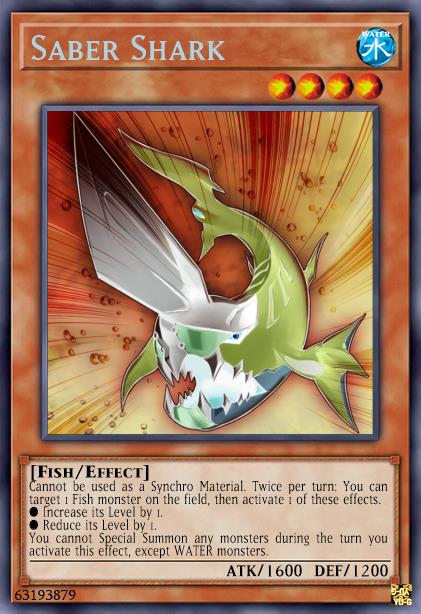 SABER SHARK
WATER
水
[FISH/EFFECT]
Cannot be used as a Synchro Material. Twice per turn: You can
target 1 Fish monster on the field, then activate 1 of these effects.
● Increase its Level by 1.
● Reduce its Level by 1.
You cannot Special Summon any monsters during the turn you
activate this effect, except WATER monsters.
ATK/1600 DEF/1200
63193879